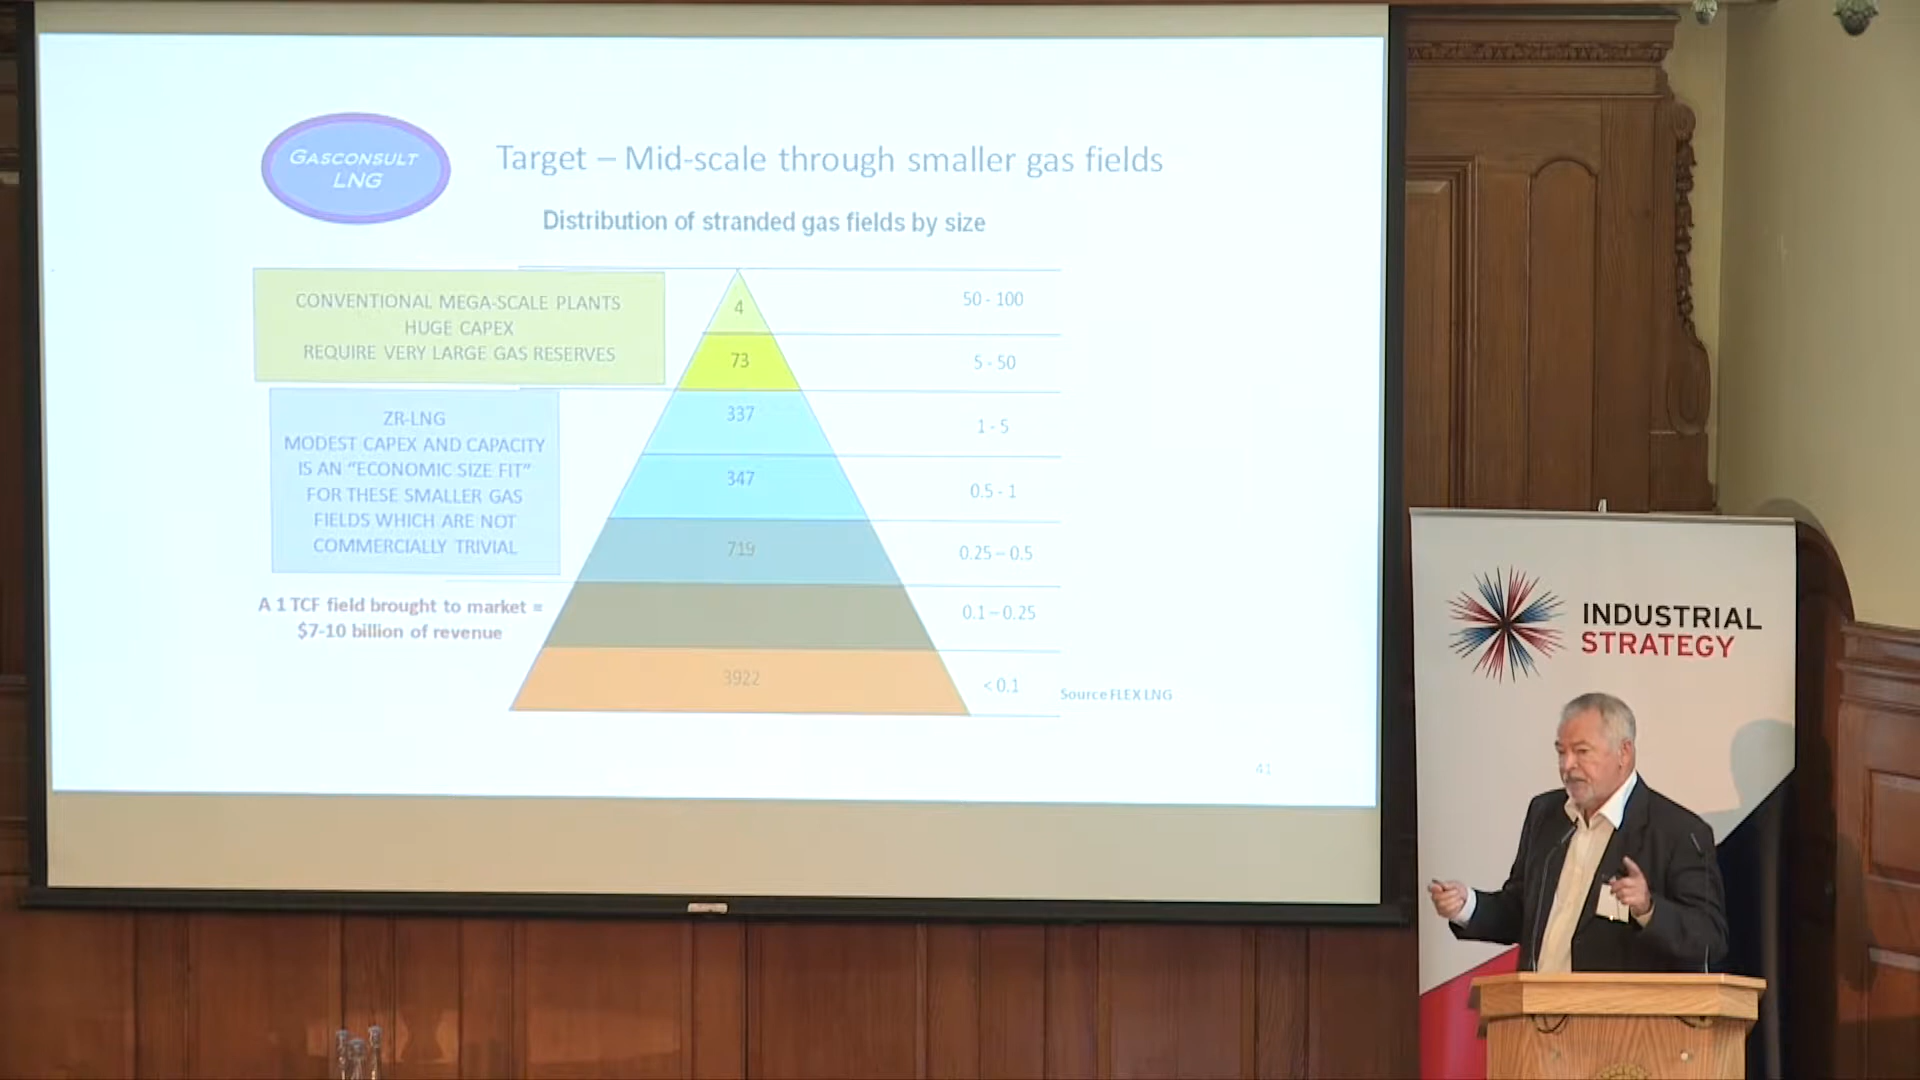 GASCONSULT
LNG
Target – Mid-scale through smaller gas fields
Distribution of stranded gas fields by size
CONVENTIONAL MEGA-SCALE PLANTS
HUGE CAPEX
REQUIRE VERY LARGE GAS RESERVES
4
50 - 100
73
5 - 50
ZR-LNG
MODEST CAPEX AND CAPACITY
IS AN “ECONOMIC SIZE FIT”
FOR THESE SMALLER GAS
FIELDS WHICH ARE NOT
COMMERCIALLY TRIVIAL
337
1 - 5
347
0.5 - 1
719
0.25 – 0.5
A 1 TCF field brought to market =
$7-10 billion of revenue
0.1 – 0.25
3922
< 0.1
Source FLEX LNG
41
INDUSTRIAL
STRATEGY